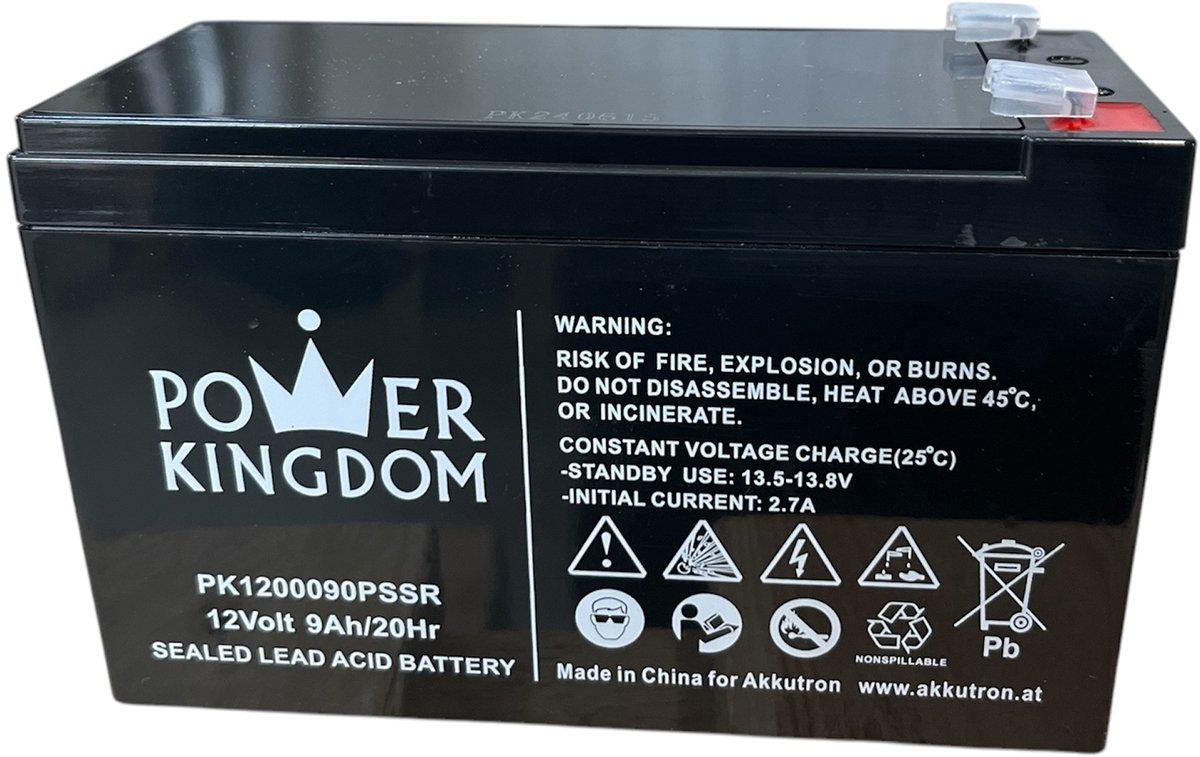 PK240615
POWER
KINGDOM
PK1200090PSSR
12Volt 9Ah/20Hr
SEALED LEAD ACID BATTERY
WARNING:
RISK OF FIRE, EXPLOSION, OR BURNS.
DO NOT DISASSEMBLE, HEAT ABOVE 45°C,
OR INCINERATE.
CONSTANT VOLTAGE CHARGE(25°C)
-STANDBY USE: 13.5-13.8V
-INITIAL CURRENT: 2.7A
NONSPILLABLE
Pb
Made in China for Akkutron www.akkutron.at